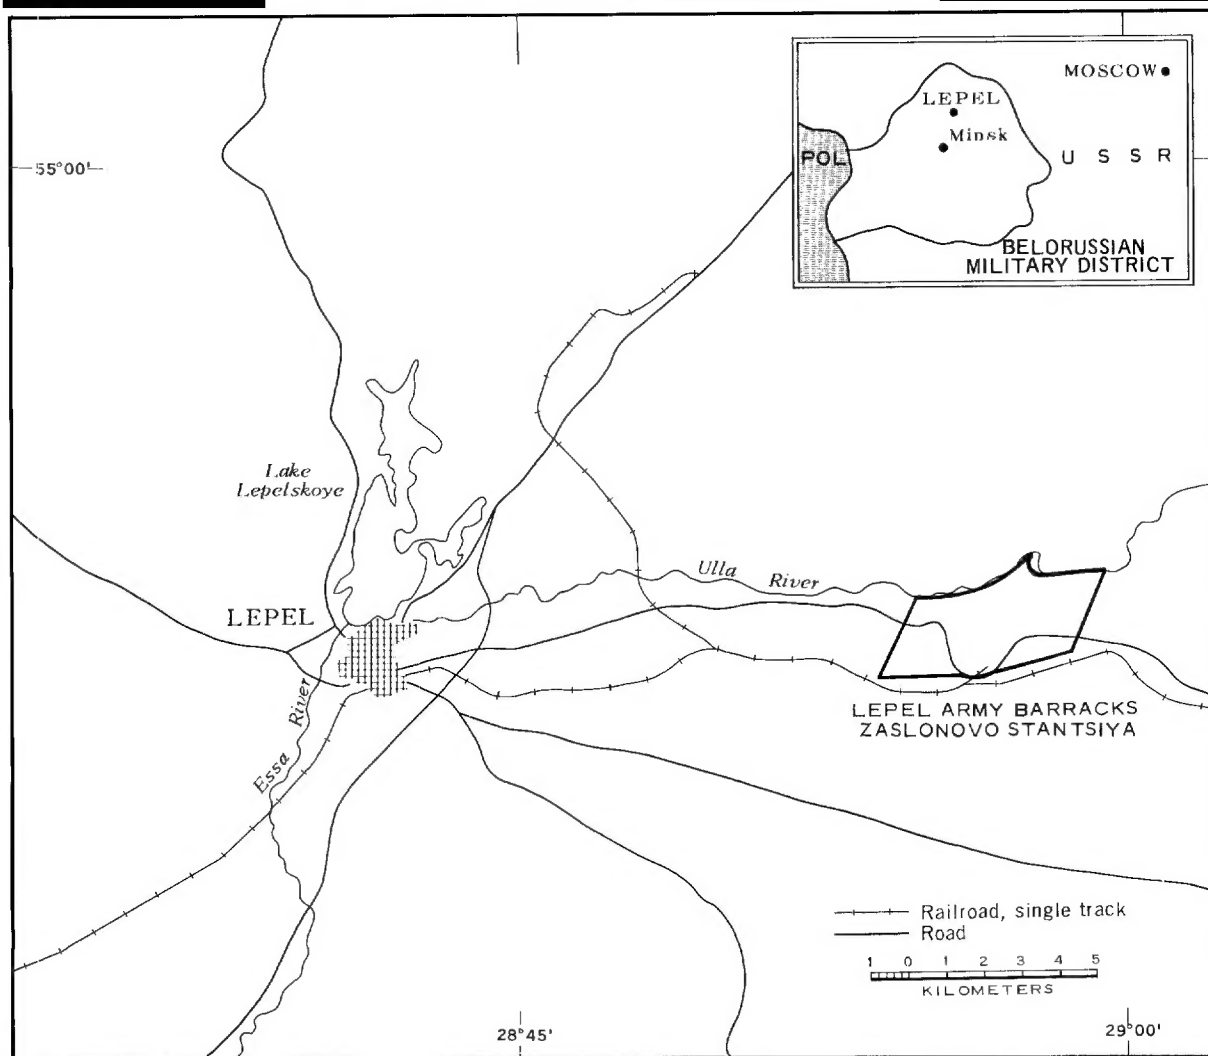 MOSCOW
LEPEL
Minsk
POL
U S S R
BELORUSSIAN
MILITARY DISTRICT
55°00'
Lake
Lepelskoye
Ulla River
LEPEL
Essa River
LEPEL ARMY BARRACKS
ZASLONOVO STANTSIYA
Railroad, single track
Road
1 0 1 2 3 4 5
KILOMETERS
28°45'
29°00'